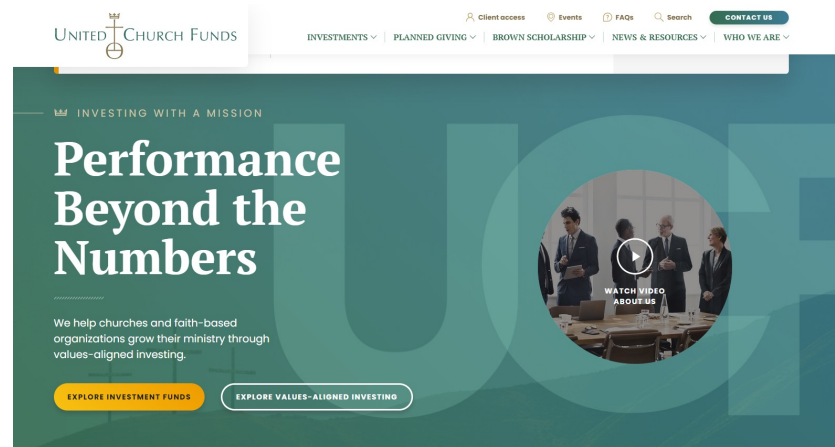 UNITED CHURCH FUNDS
Client access
Events
FAQs
Search
CONTACT US
INVESTMENTS
PLANNED GIVING
BROWN SCHOLARSHIP
NEWS & RESOURCES
WHO WE ARE
INVESTING WITH A MISSION
Performance
Beyond the
Numbers
We help churches and faith-based
organizations grow their ministry through
values-aligned investing.
EXPLORE INVESTMENT FUNDS
EXPLORE VALUES-ALIGNED INVESTING
WATCH VIDEO
ABOUT US
UCF